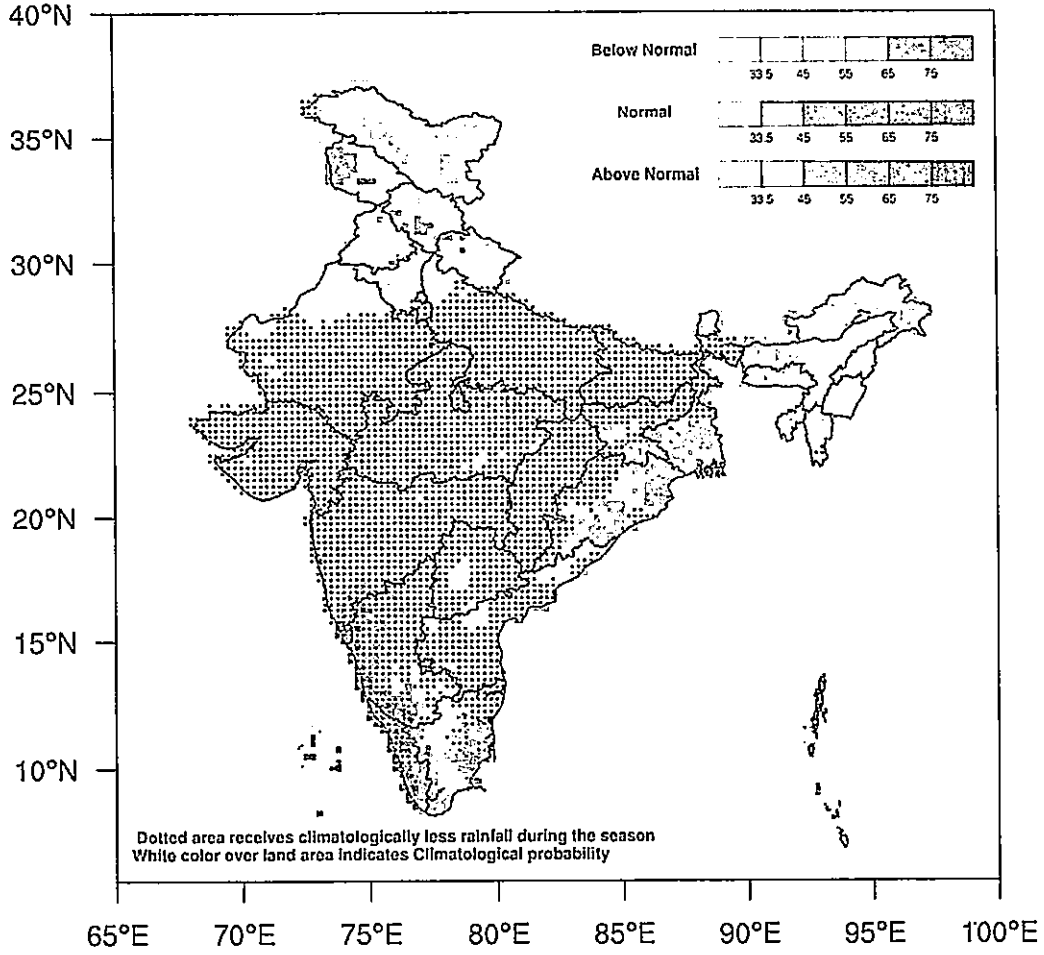 40°N
35°N
30°N
25°N
20°N
15°N
10°N
65°E 70°E 75°E 80°E 85°E 90°E 95°E 100°E
Below Normal
33.5 45 55 65 75
Normal
33.5 45 55 65 75
Above Normal
33.5 45 55 65 75
Dotted area receives climatologically less rainfall during the season
White color over land area indicates Climatological probability